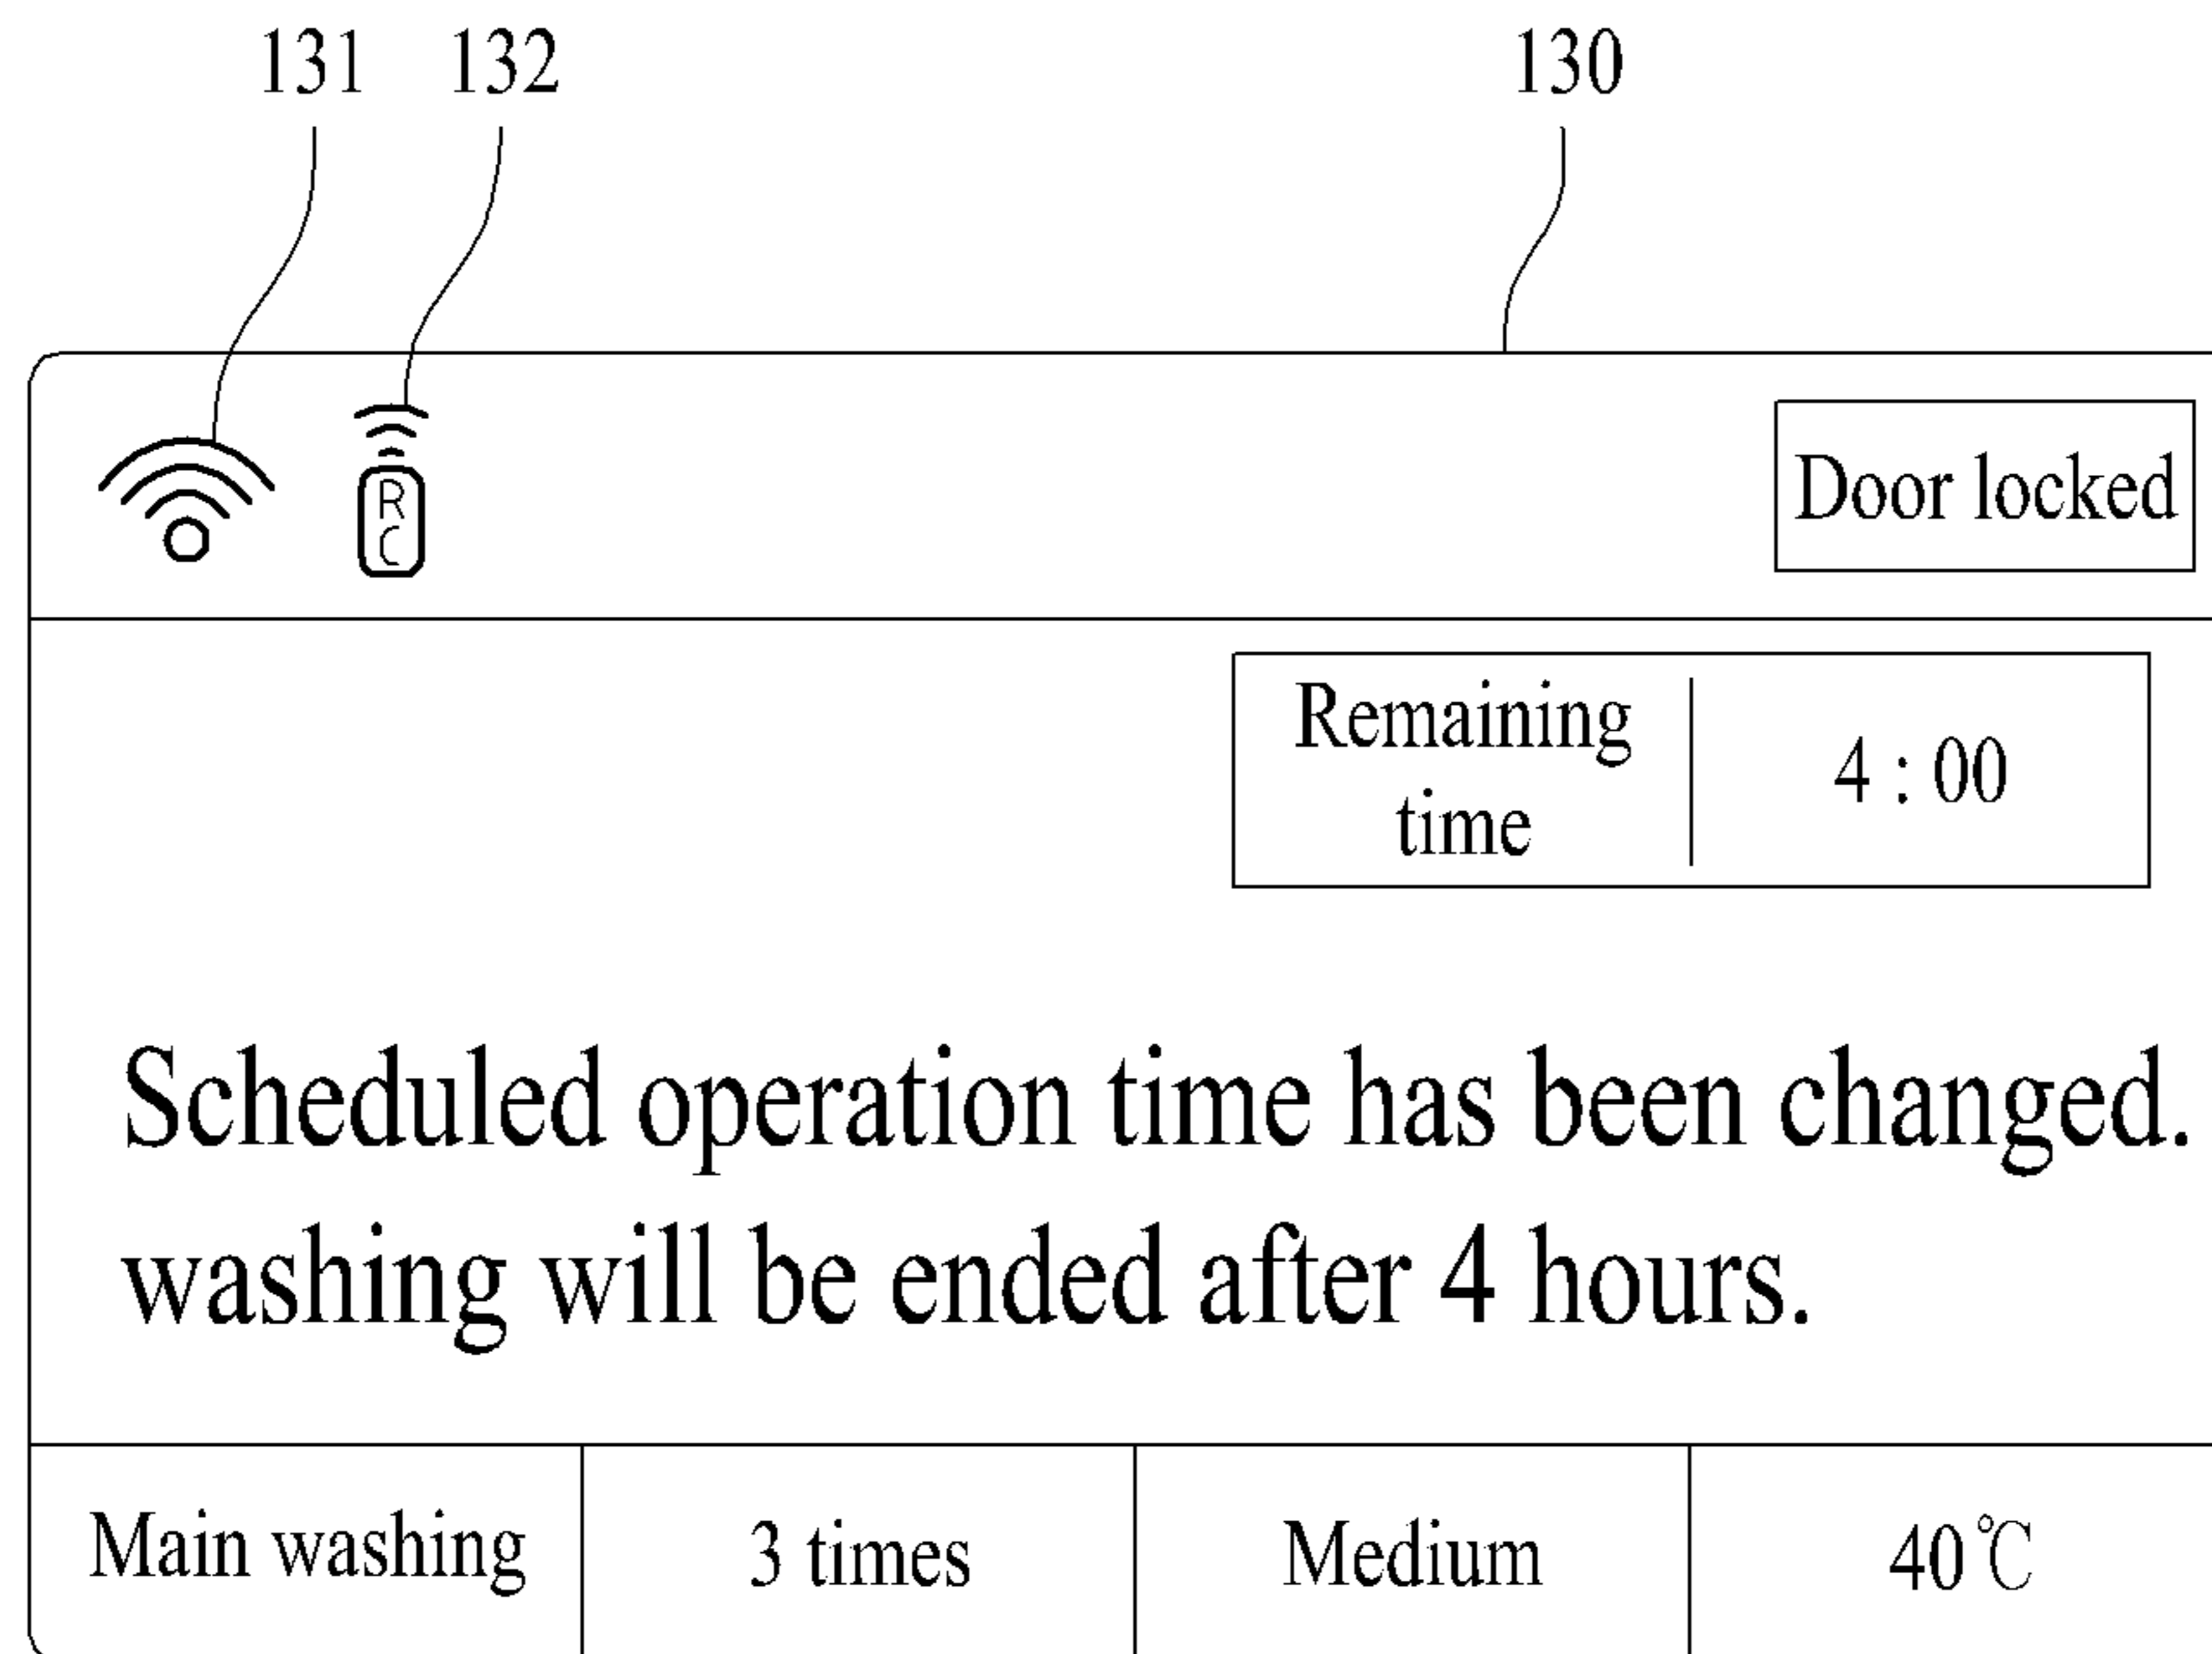 131 132 130
R
C
Door locked
Remaining
time
4 : 00
Scheduled operation time has been changed.
washing will be ended after 4 hours.
Main washing 3 times Medium 40℃